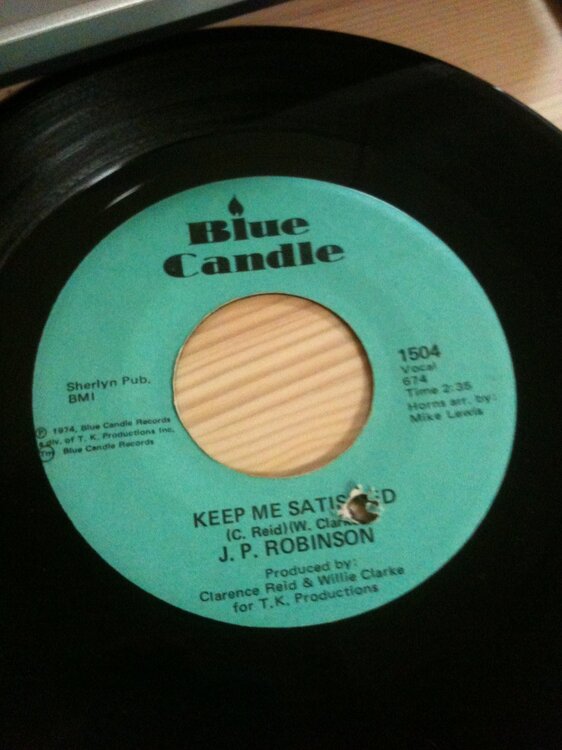 Blue
Candle
1504
Vocal
674
Time 2:35
Horns arr. by:
Mike Lewis
Sherlyn Pub.
BMI
Ⓟ 1974, Blue Candle Records
a div. of T. K. Productions Inc.
TM Blue Candle Records
KEEP ME
(C. Reid)(W.
J. P. ROBINSON
Produced by:
Clarence Reid & Willie Clarke
for T.K. Productions